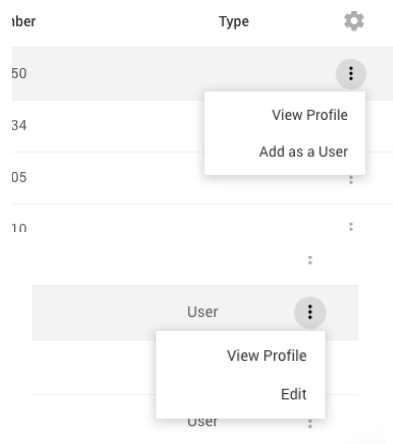 ber Type
50
View Profile
34
Add as a User
05
10
User
View Profile
Edit
User